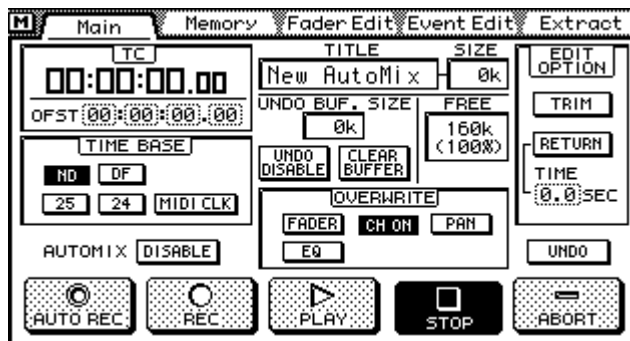 M Main Memory Fader Edit Event Edit Extract
TC
00:00:00.00
OFST 00:00:00.00
TITLE SIZE
New AutoMix 0k
UNDO BUF. SIZE FREE
0k
160k
(100%)
UNDO DISABLE
CLEAR BUFFER
EDIT OPTION
TRIM
RETURN
TIME
0.0 SEC
TIME BASE
ND DF
25 24 MIDI CLK
OVERWRITE
FADER CH ON PAN
EQ
AUTOMIX DISABLE
UNDO
AUTO REC REC PLAY STOP ABORT